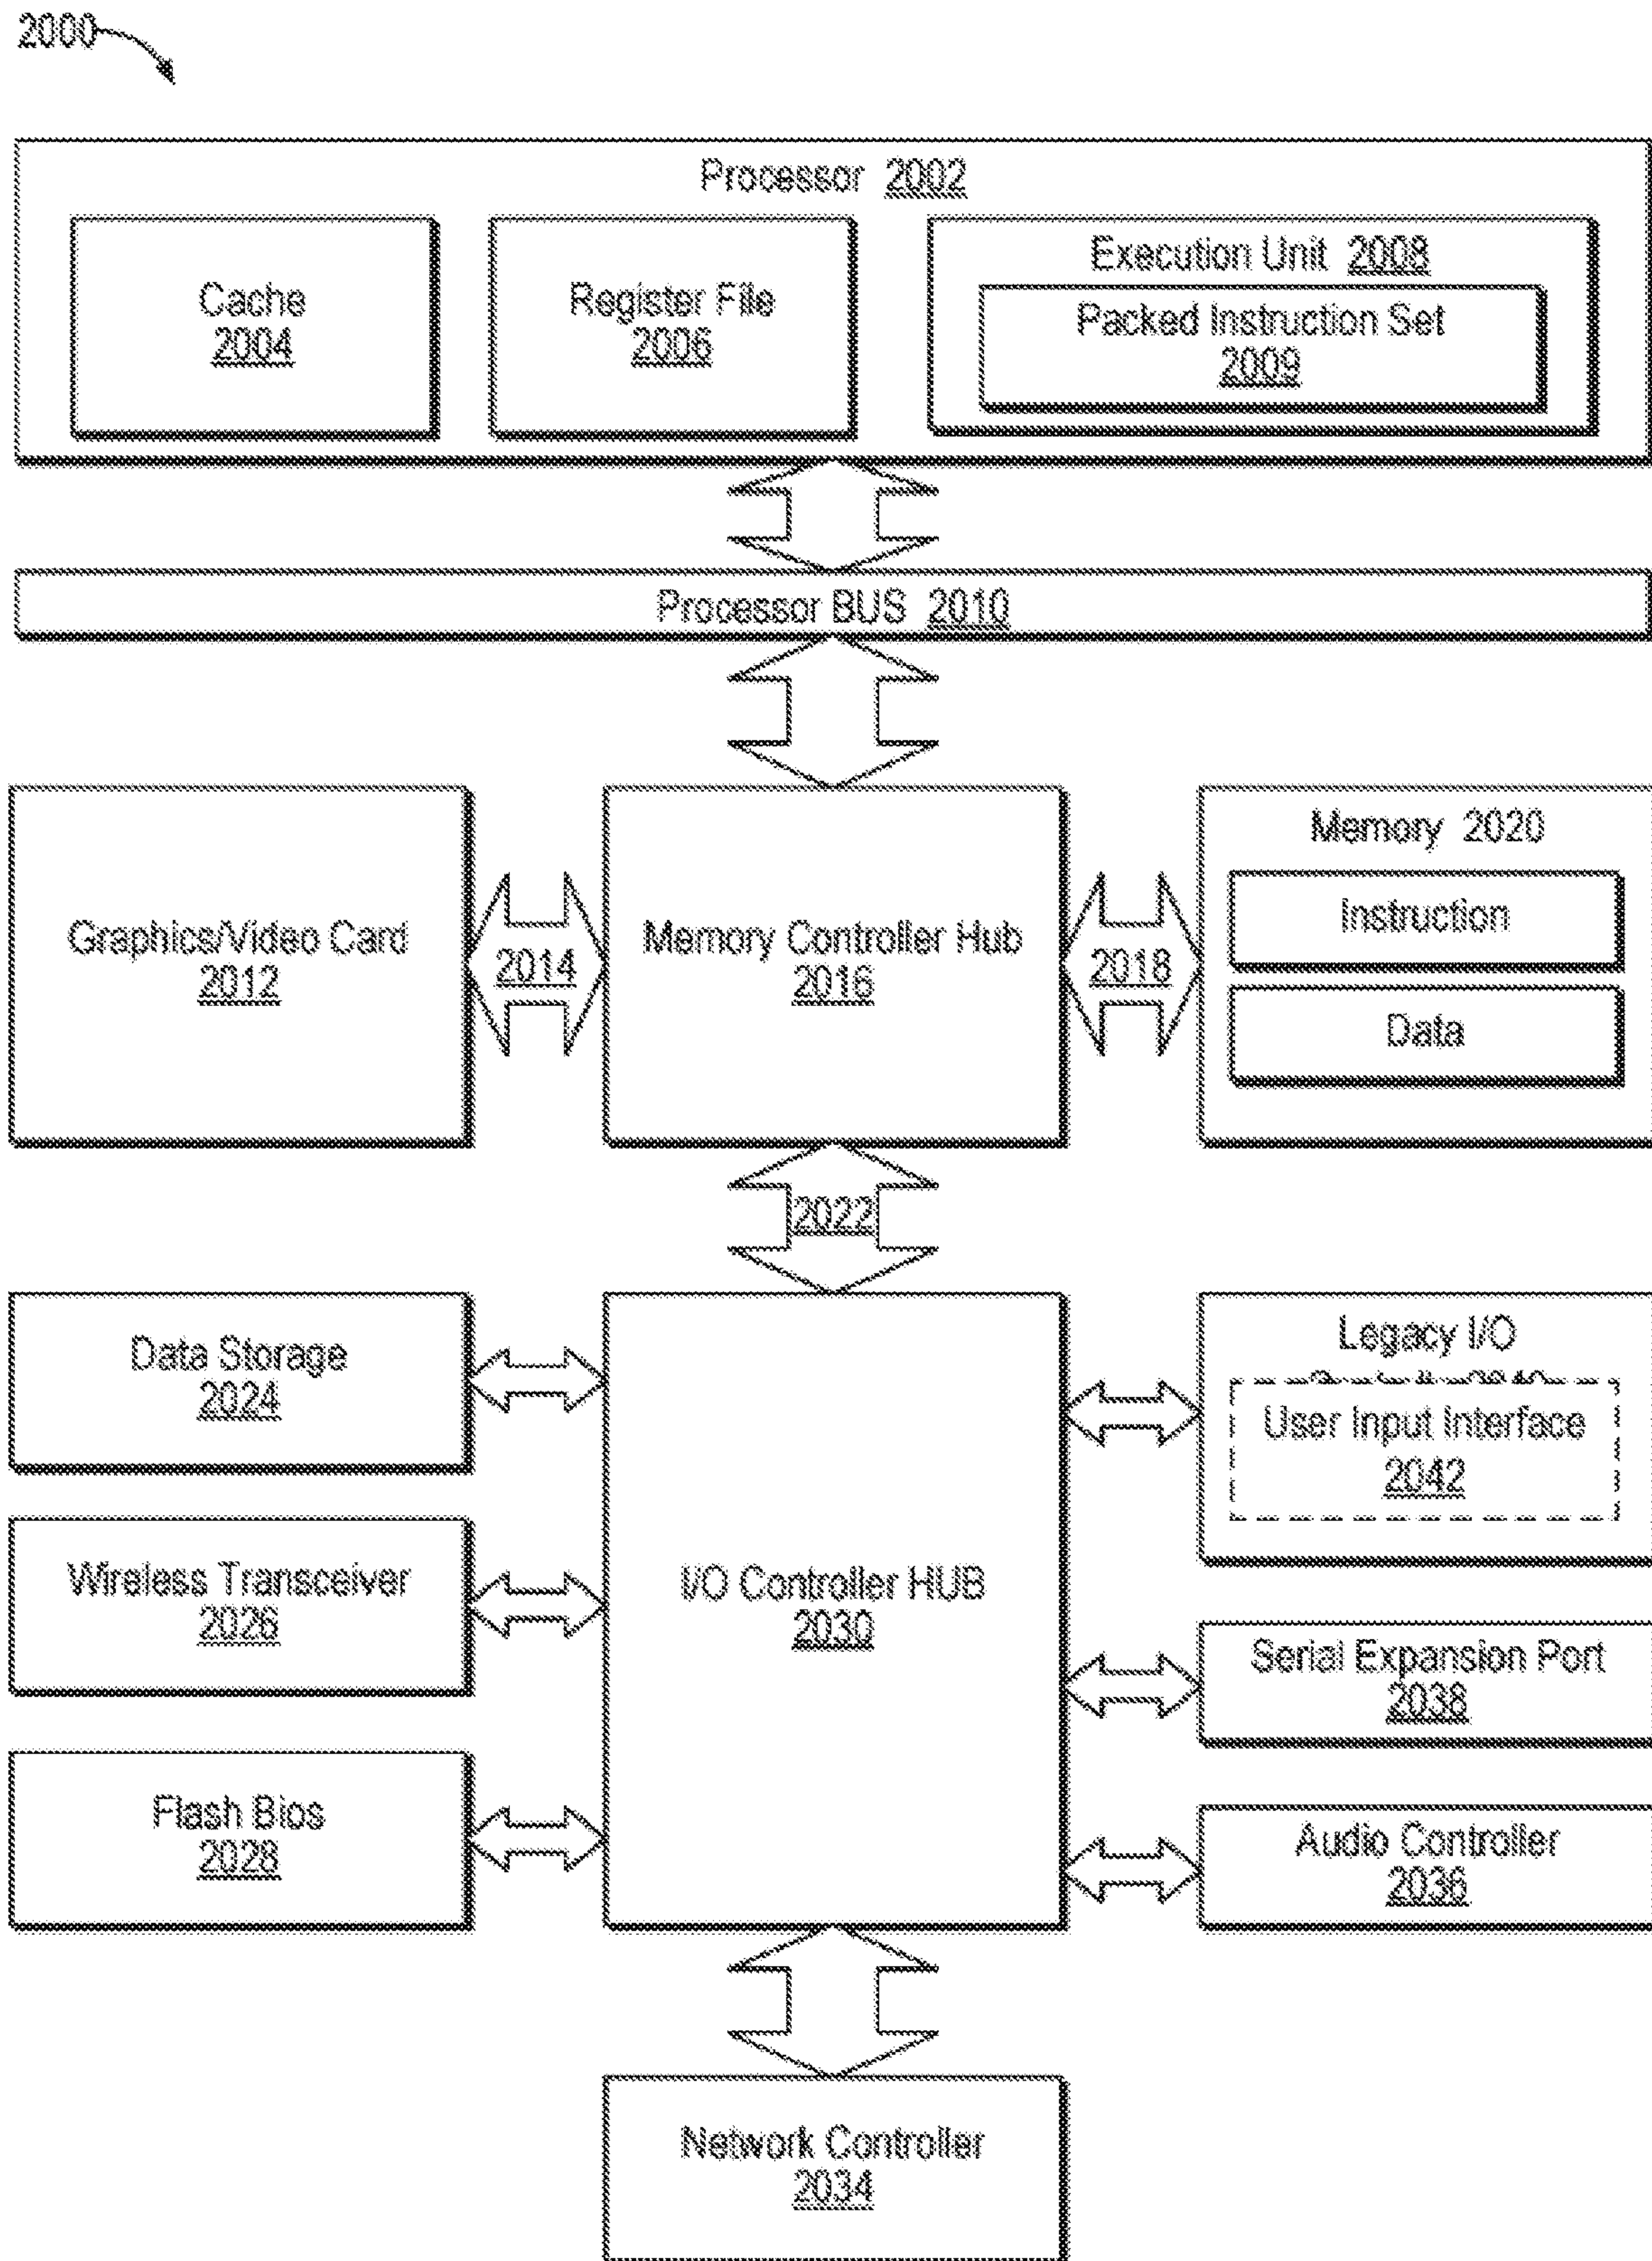 2000
Processor 2002
Cache
2004
Register File
2006
Execution Unit 2008
Packed Instruction Set
2009
Processor BUS 2010
Graphics/Video Card
2012
2014
Memory Controller Hub
2016
2018
Memory 2020
Instruction
Data
2022
Data Storage
2024
Wireless Transceiver
2026
Flash Bios
2028
I/O Controller HUB
2030
Legacy I/O
User Input Interface
2042
Serial Expansion Port
2038
Audio Controller
2036
Network Controller
2034